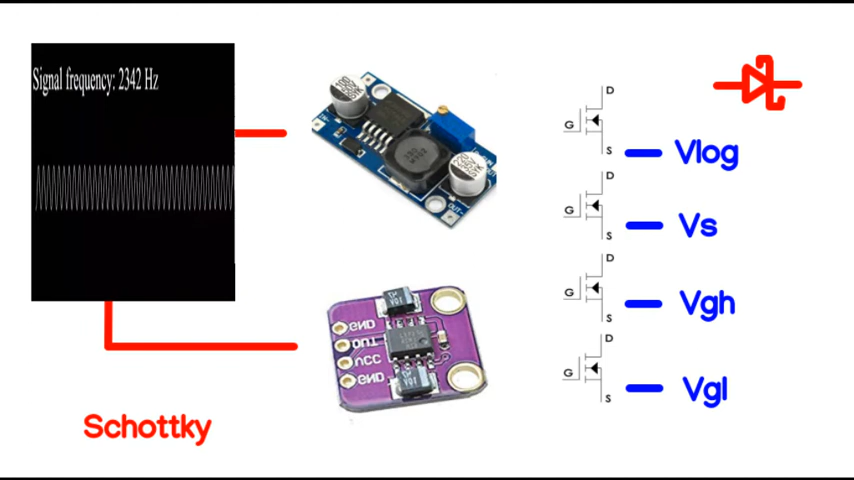 Signal frequency: 2342 Hz
D
G
S
Vlog
D
G
S
Vs
GND
OUT
VCC
GND
D
G
S
Vgh
D
G
S
Vgl
Schottky